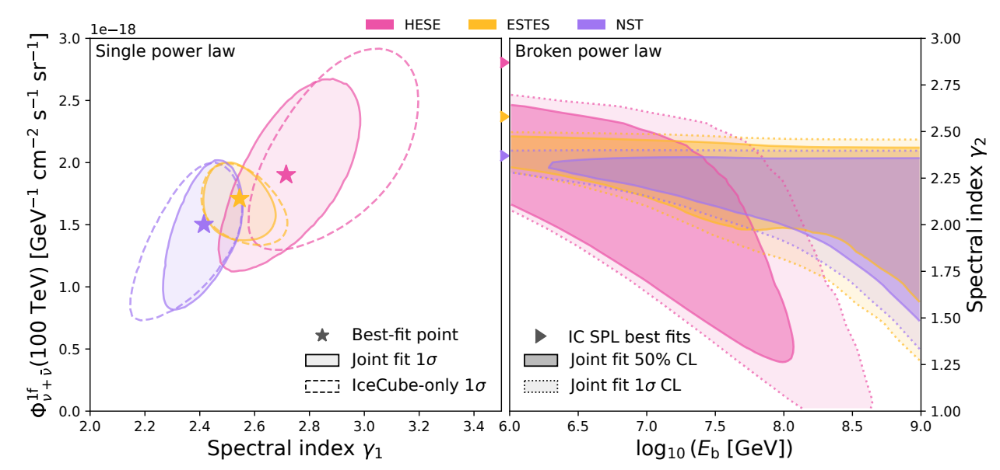 HESE ESTES NST
1e−18
Single power law
Broken power law
Φ^{1f}_{ν+ν̄}(100 TeV) [GeV⁻¹ cm⁻² s⁻¹ sr⁻¹]
3.0
2.5
2.0
1.5
1.0
0.5
0.0
Best-fit point
Joint fit 1σ
IceCube-only 1σ
2.0 2.2 2.4 2.6 2.8 3.0 3.2 3.4
Spectral index γ₁
IC SPL best fits
Joint fit 50% CL
Joint fit 1σ CL
6.0 6.5 7.0 7.5 8.0 8.5 9.0
log₁₀(E_b [GeV])
3.00
2.75
2.50
2.25
2.00
1.75
1.50
1.25
1.00
Spectral index γ₂